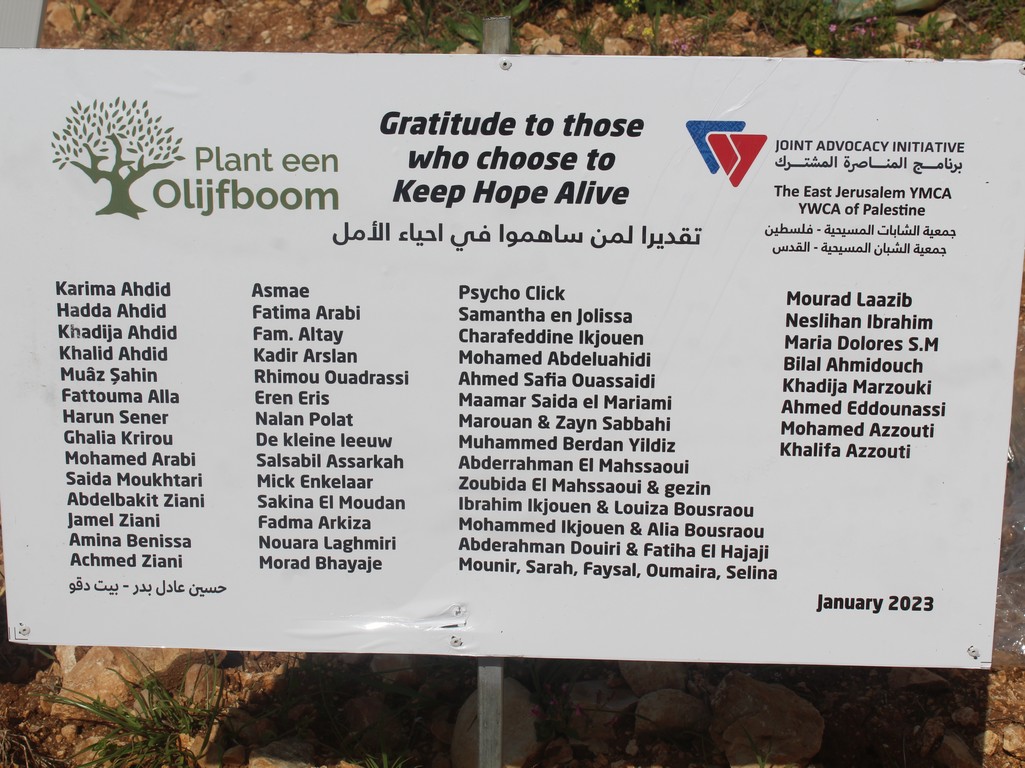 Plant een
Olijfboom
Gratitude to those
who choose to
Keep Hope Alive
تقديرا لمن ساهموا في احياء الأمل
JOINT ADVOCACY INITIATIVE
برنامج المناصرة المشترك
The East Jerusalem YMCA
YWCA of Palestine
جمعية الشابات المسيحية - فلسطين
جمعية الشبان المسيحية - القدس
Karima Ahdid
Hadda Ahdid
Khadija Ahdid
Khalid Ahdid
Muâz Şahin
Fattouma Alla
Harun Sener
Ghalia Krirou
Mohamed Arabi
Saida Moukhtari
Abdelbakit Ziani
Jamel Ziani
Amina Benissa
Achmed Ziani
حسين عادل بدر - بيت دقو
Asmae
Fatima Arabi
Fam. Altay
Kadir Arslan
Rhimou Ouadrassi
Eren Eris
Nalan Polat
De kleine leeuw
Salsabil Assarkah
Mick Enkelaar
Sakina El Moudan
Fadma Arkiza
Nouara Laghmiri
Morad Bhayaje
Psycho Click
Samantha en Jolissa
Charafeddine Ikjouen
Mohamed Abdeluahidi
Ahmed Safia Ouassaidi
Maamar Saida el Mariami
Marouan & Zayn Sabbahi
Muhammed Berdan Yildiz
Abderrahman El Mahssaoui
Zoubida El Mahssaoui & gezin
Ibrahim Ikjouen & Louiza Bousraou
Mohammed Ikjouen & Alia Bousraou
Abderahman Douiri & Fatiha El Hajaji
Mounir, Sarah, Faysal, Oumaira, Selina
Mourad Laazib
Neslihan Ibrahim
Maria Dolores S.M
Bilal Ahmidouch
Khadija Marzouki
Ahmed Eddounassi
Mohamed Azzouti
Khalifa Azzouti
January 2023